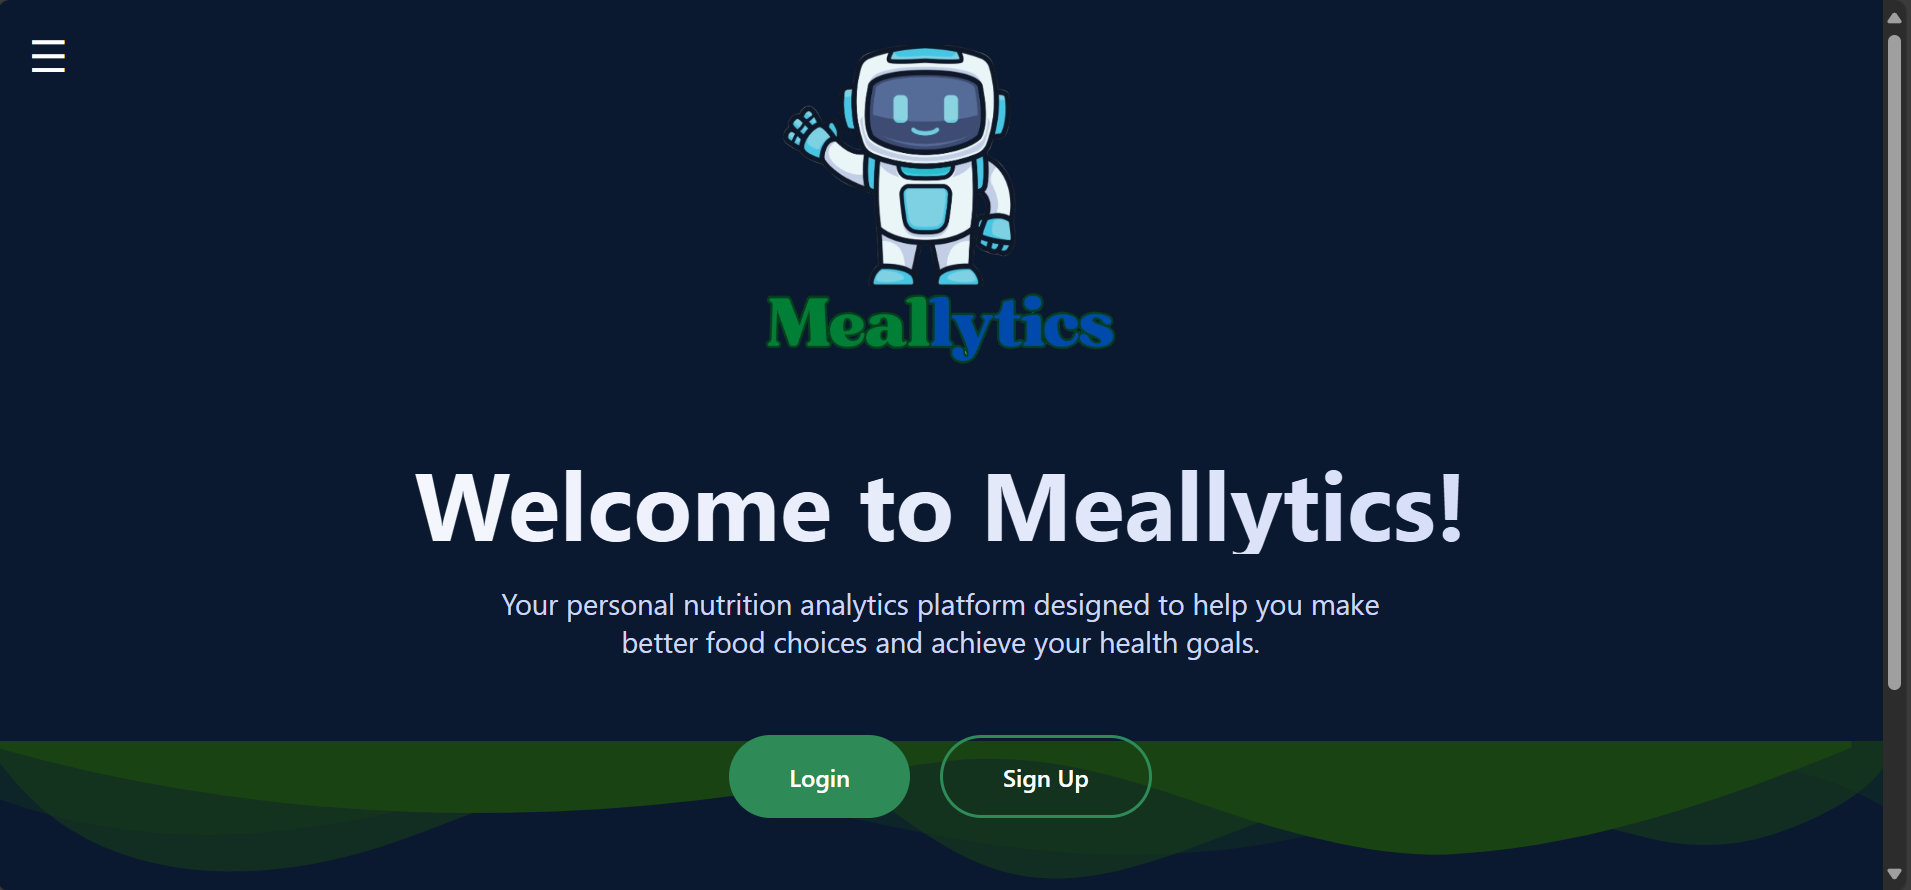 Meallytics
Welcome to Meallytics!
Your personal nutrition analytics platform designed to help you make
better food choices and achieve your health goals.
Login
Sign Up